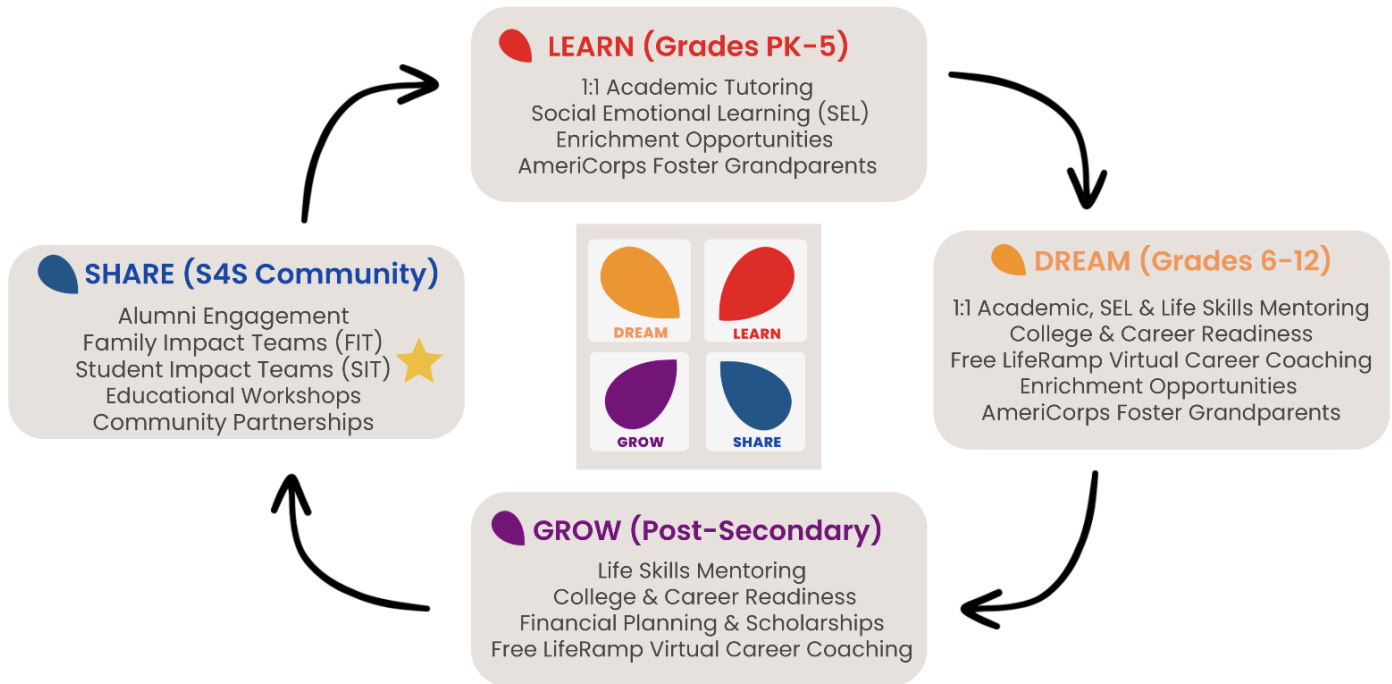 LEARN (Grades PK-5)
1:1 Academic Tutoring
Social Emotional Learning (SEL)
Enrichment Opportunities
AmeriCorps Foster Grandparents
SHARE (S4S Community)
Alumni Engagement
Family Impact Teams (FIT)
Student Impact Teams (SIT)
Educational Workshops
Community Partnerships
DREAM
LEARN
GROW
SHARE
DREAM (Grades 6-12)
1:1 Academic, SEL & Life Skills Mentoring
College & Career Readiness
Free LifeRamp Virtual Career Coaching
Enrichment Opportunities
AmeriCorps Foster Grandparents
GROW (Post-Secondary)
Life Skills Mentoring
College & Career Readiness
Financial Planning & Scholarships
Free LifeRamp Virtual Career Coaching